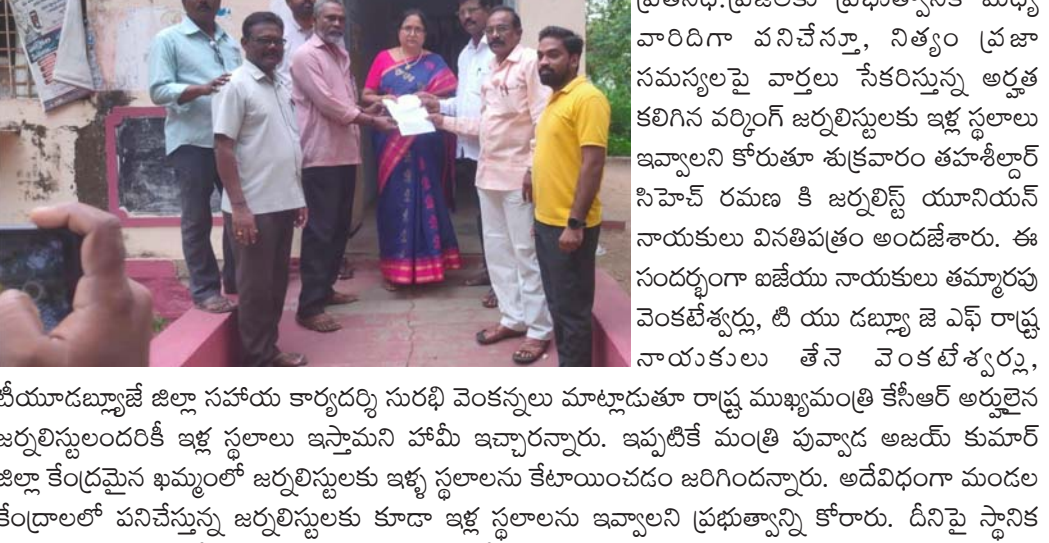 ప్రతినిధి:ప్రజలకు ప్రభుత్వానికి మధ్య
వారిదిగా పనిచేస్తూ, నిత్యం ప్రజా
సమస్యలపై వార్తలు సేకరిస్తున్న అర్హత
కలిగిన వర్కింగ్ జర్నలిస్టులకు ఇళ్ల స్థలాలు
ఇవ్వాలని కోరుతూ శుక్రవారం తహశీల్దార్
సిహెచ్ రమణ కి జర్నలిస్ట్ యూనియన్
నాయకులు వినతిపత్రం అందజేశారు. ఈ
సందర్భంగా ఐజేయు నాయకులు తమ్మారపు
వెంకటేశ్వర్లు, టి యు డబ్ల్యూ జె ఎఫ్ రాష్ట్ర
నాయకులు తేనె వెంకటేశ్వర్లు,
టీయూడబ్ల్యూజే జిల్లా సహాయ కార్యదర్శి సురభి వెంకన్నలు మాట్లాడుతూ రాష్ట్ర ముఖ్యమంత్రి కేసీఆర్ అర్హులైన
జర్నలిస్టులందరికీ ఇళ్ల స్థలాలు ఇస్తామని హామీ ఇచ్చారన్నారు. ఇప్పటికే మంత్రి పువ్వాడ అజయ్ కుమార్
జిల్లా కేంద్రమైన ఖమ్మంలో జర్నలిస్టులకు ఇళ్ళ స్థలాలను కేటాయించడం జరిగిందన్నారు. అదేవిధంగా మండల
కేంద్రాలలో పనిచేస్తున్న జర్నలిస్టులకు కూడా ఇళ్ల స్థలాలను ఇవ్వాలని ప్రభుత్వాన్ని కోరారు. దీనిపై స్థానిక